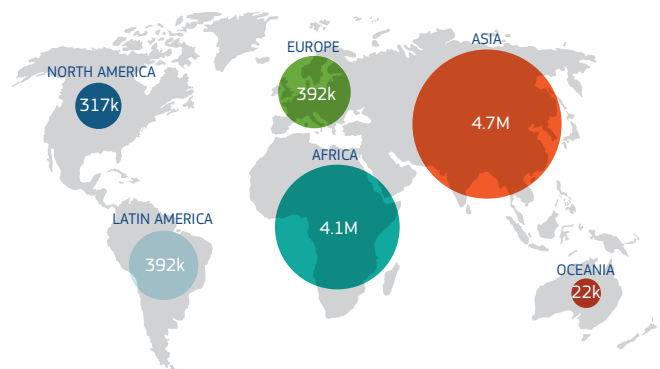 EUROPE
392k
ASIA
4.7M
NORTH AMERICA
317k
AFRICA
4.1M
LATIN AMERICA
392k
OCEANIA
22k